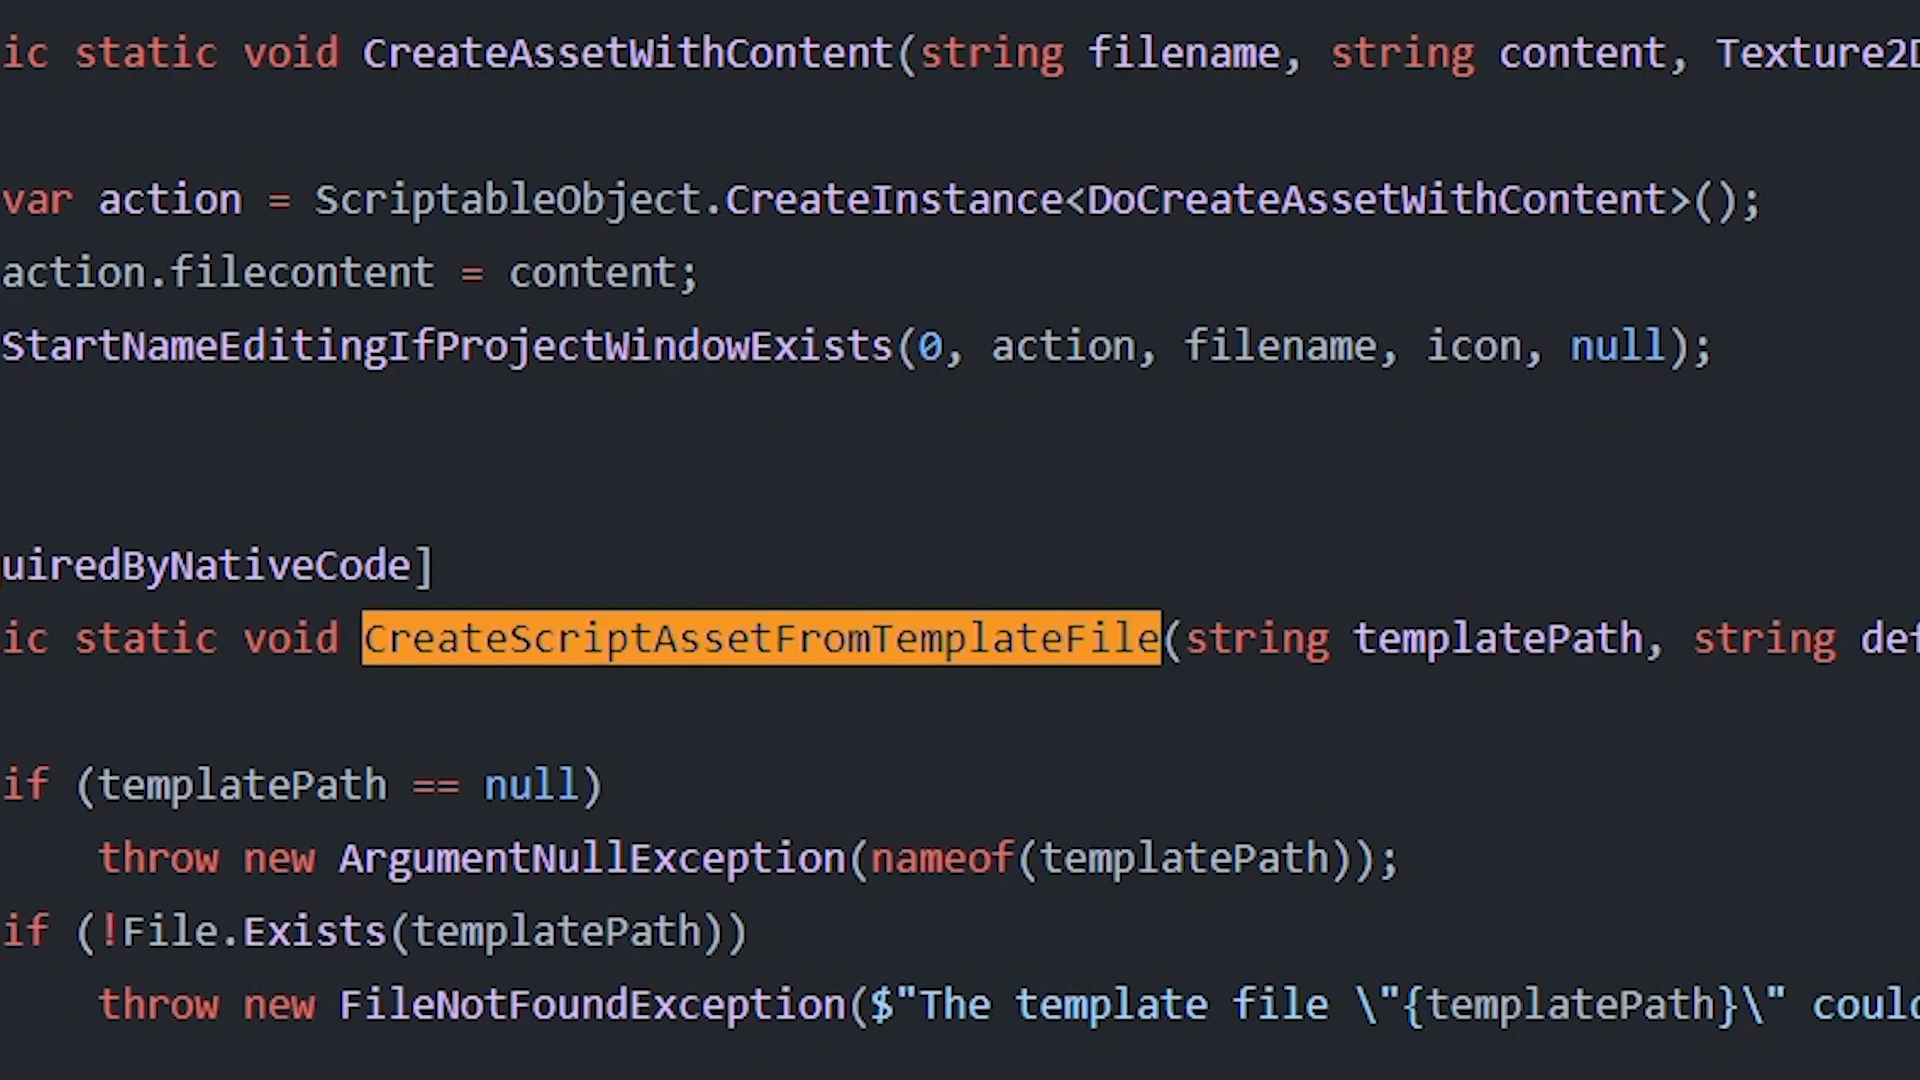 ic static void CreateAssetWithContent(string filename, string content, Texture2D
var action = ScriptableObject.CreateInstance<DoCreateAssetWithContent>();
action.filecontent = content;
StartNameEditingIfProjectWindowExists(0, action, filename, icon, null);
uiredByNativeCode]
ic static void CreateScriptAssetFromTemplateFile(string templatePath, string def
if (templatePath == null)
throw new ArgumentNullException(nameof(templatePath));
if (!File.Exists(templatePath))
throw new FileNotFoundException($"The template file \"{templatePath}\" could